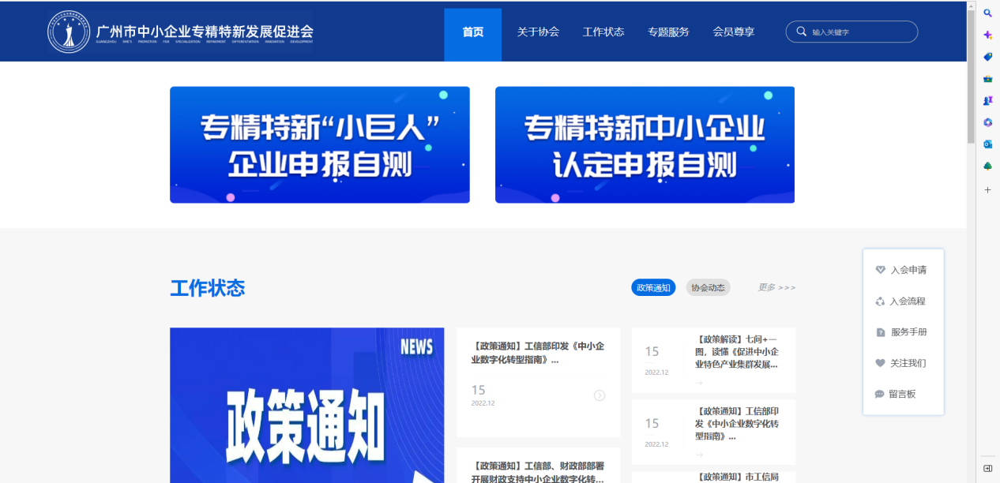 广州市中小企业专精特新发展促进会
GUANGZHOU SME'S PROMOTION FOR SPECIALIZATION REFINEMENT DIFFERENTIATION INNOVATION DEVELOPMENT
首页
关于协会
工作状态
专题服务
会员尊享
输入关键字
专精特新“小巨人”
企业申报自测
专精特新中小企业
认定申报自测
工作状态
政策通知
协会动态
更多 >>>
NEWS
政策通知
【政策通知】工信部印发《中小企
业数字化转型指南》...
15
2022.12
【政策通知】工信部、财政部部署
开展财政支持中小企业数字化转...
15
2022.12
【政策解读】七问+一
图，读懂《促进中小企
业特色产业集群发展...
15
2022.12
【政策通知】工信部印
发《中小企业数字化转
型指南》...
【政策通知】市工信局
入会申请
入会流程
服务手册
关注我们
留言板